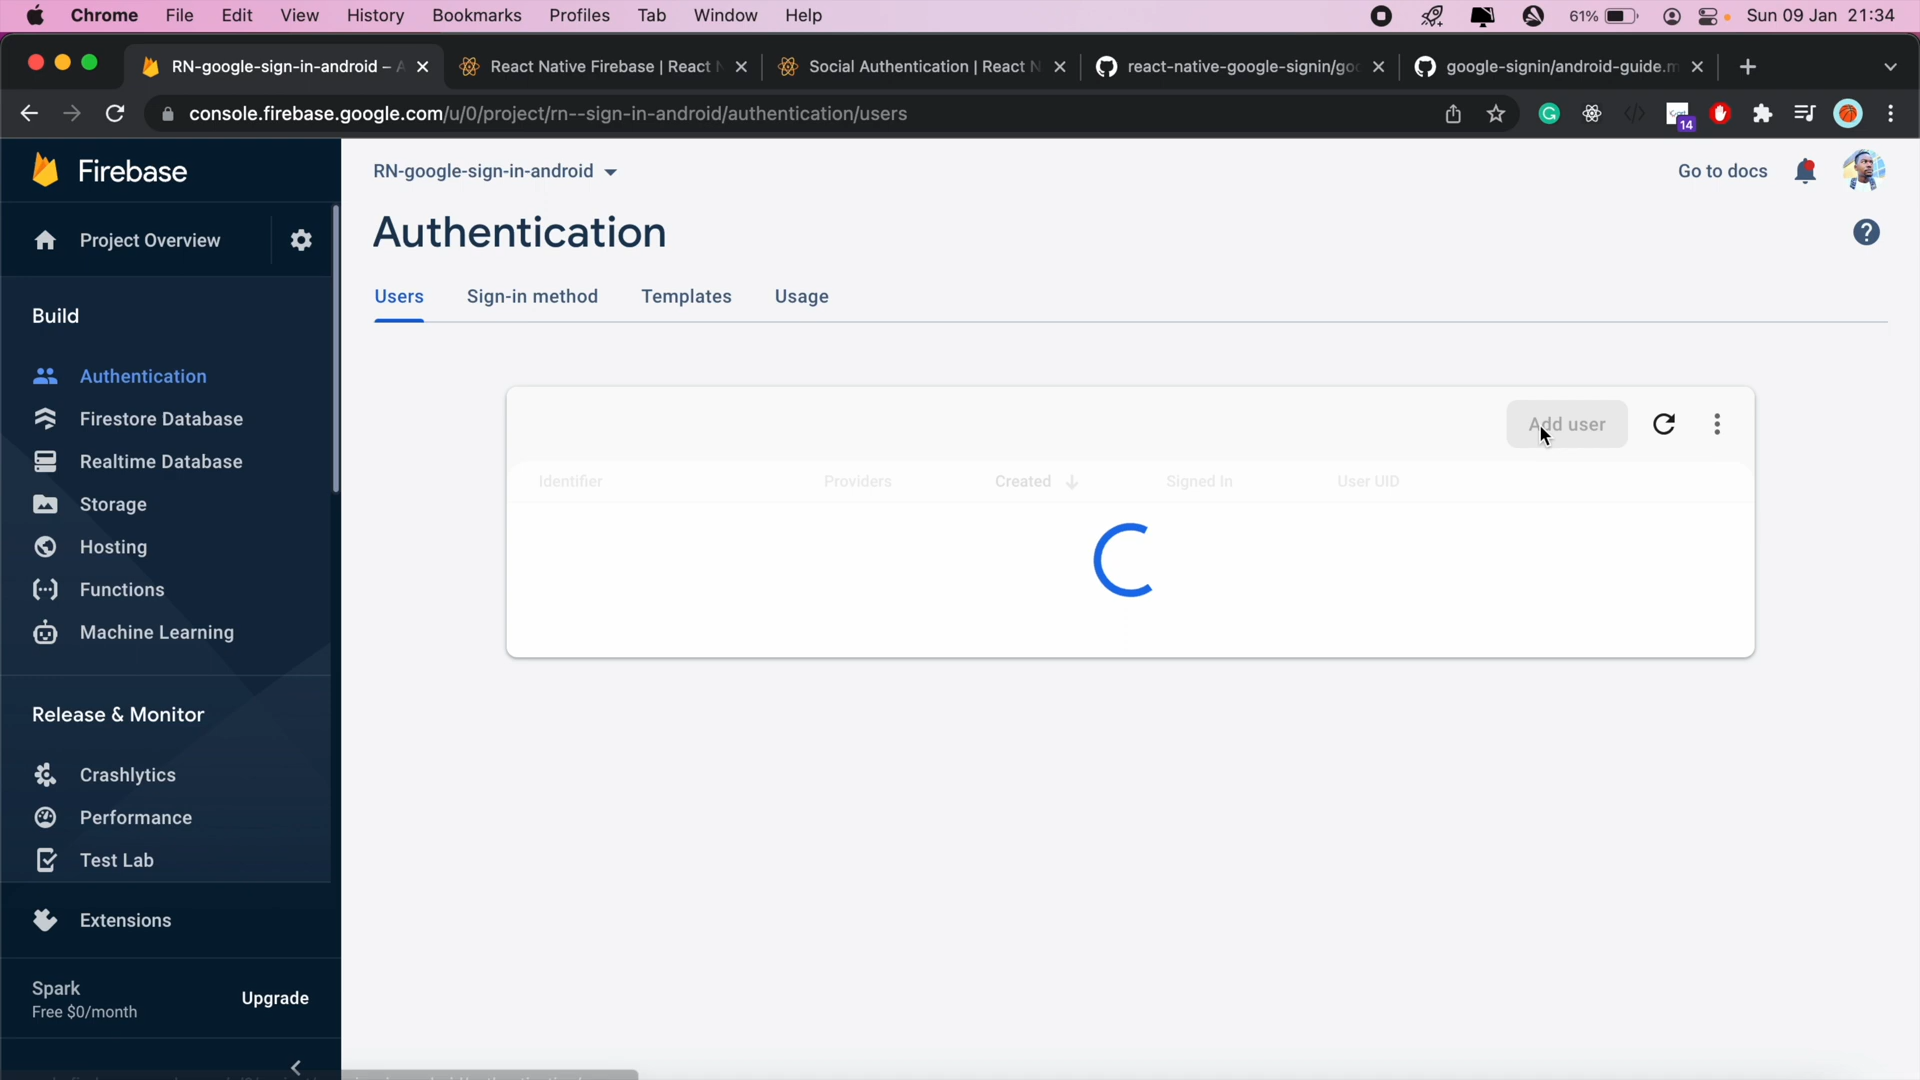 Chrome File Edit View History Bookmarks Profiles Tab Window Help 61% Sun 09 Jan 21:34
RN-google-sign-in-android – A React Native Firebase | React N Social Authentication | React N react-native-google-signin/goo google-signin/android-guide.m
console.firebase.google.com/u/0/project/rn--sign-in-android/authentication/users 14
Firebase
RN-google-sign-in-android
Go to docs
Project Overview
Authentication
?
Users Sign-in method Templates Usage
Build
Authentication
Firestore Database
Realtime Database
Storage
Hosting
Functions
Machine Learning
Add user
Identifier Providers Created Signed In User UID
Release & Monitor
Crashlytics
Performance
Test Lab
Extensions
Spark
Free $0/month
Upgrade